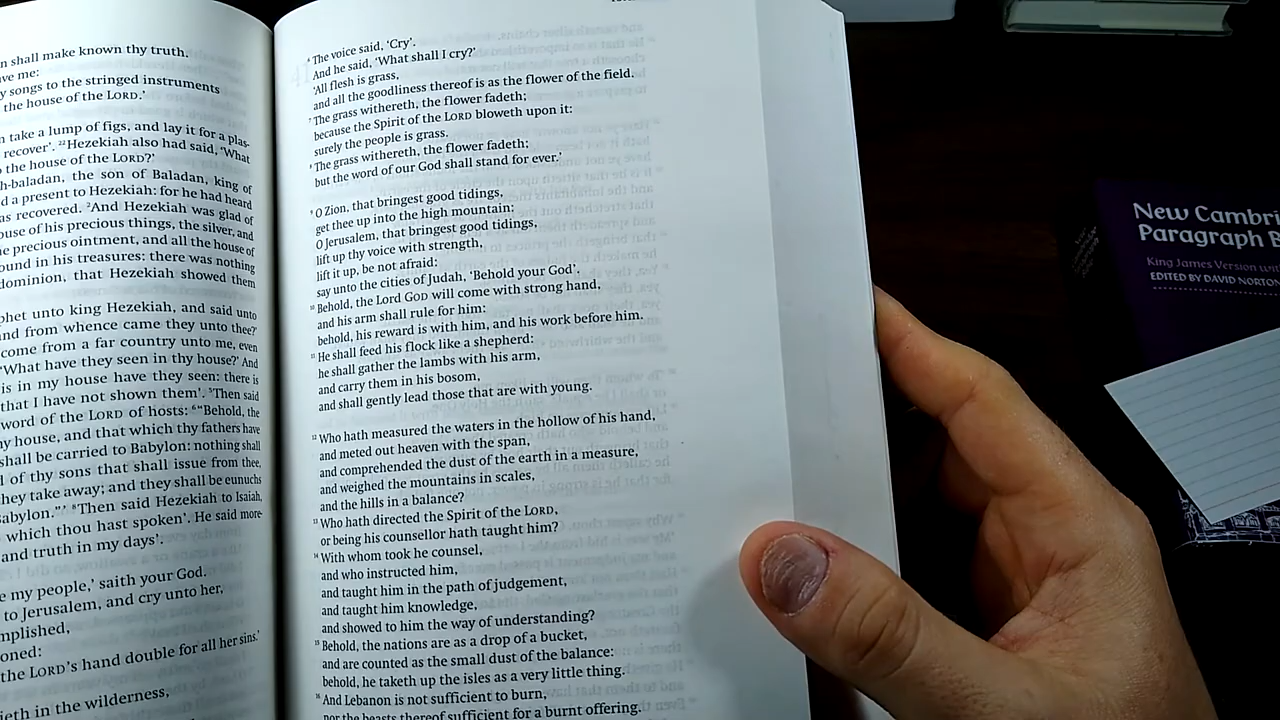 n shall make known thy truth.
ve me:
y songs to the stringed instruments
the house of the LORD.’
n take a lump of figs, and lay it for a plas-
recover’. ²²Hezekiah also had said, ‘What
o the house of the LORD?’
h-baladan, the son of Baladan, king of
d a present to Hezekiah: for he had heard
as recovered. ²And Hezekiah was glad of
ouse of his precious things, the silver, and
e precious ointment, and all the house of
ound in his treasures: there was nothing
dominion, that Hezekiah showed them
phet unto king Hezekiah, and said unto
nd from whence came they unto thee?’
come from a far country unto me, even
‘What have they seen in thy house?’ And
is in my house have they seen: there is
that I have not shown them’. ⁵Then said
word of the LORD of hosts: ⁶“Behold, the
ny house, and that which thy fathers have
shall be carried to Babylon: nothing shall
l of thy sons that shall issue from thee,
hey take away; and they shall be eunuchs
Babylon.”’ ⁸Then said Hezekiah to Isaiah,
which thou hast spoken’. He said more-
and truth in my days’.
e my people,’ saith your God.
to Jerusalem, and cry unto her,
mplished,
oned:
the LORD’s hand double for all her sins.’
ieth in the wilderness,
⁶ The voice said, ‘Cry’.
And he said, ‘What shall I cry?’
‘All flesh is grass,
and all the goodliness thereof is as the flower of the field.
⁷ The grass withereth, the flower fadeth;
because the Spirit of the LORD bloweth upon it:
surely the people is grass.
⁸ The grass withereth, the flower fadeth:
but the word of our God shall stand for ever.’
⁹ O Zion, that bringest good tidings,
get thee up into the high mountain:
O Jerusalem, that bringest good tidings,
lift up thy voice with strength,
lift it up, be not afraid:
say unto the cities of Judah, ‘Behold your God’.
¹⁰ Behold, the Lord GOD will come with strong hand,
and his arm shall rule for him:
behold, his reward is with him, and his work before him.
¹¹ He shall feed his flock like a shepherd:
he shall gather the lambs with his arm,
and carry them in his bosom,
and shall gently lead those that are with young.
¹² Who hath measured the waters in the hollow of his hand,
and meted out heaven with the span,
and comprehended the dust of the earth in a measure,
and weighed the mountains in scales,
and the hills in a balance?
¹³ Who hath directed the Spirit of the LORD,
or being his counsellor hath taught him?
¹⁴ With whom took he counsel,
and who instructed him,
and taught him in the path of judgement,
and taught him knowledge,
and showed to him the way of understanding?
¹⁵ Behold, the nations are as a drop of a bucket,
and are counted as the small dust of the balance:
behold, he taketh up the isles as a very little thing.
¹⁶ And Lebanon is not sufficient to burn,
nor the beasts thereof sufficient for a burnt offering.
New Cambri
Paragraph B
King James Version wit
EDITED BY DAVID NORTON